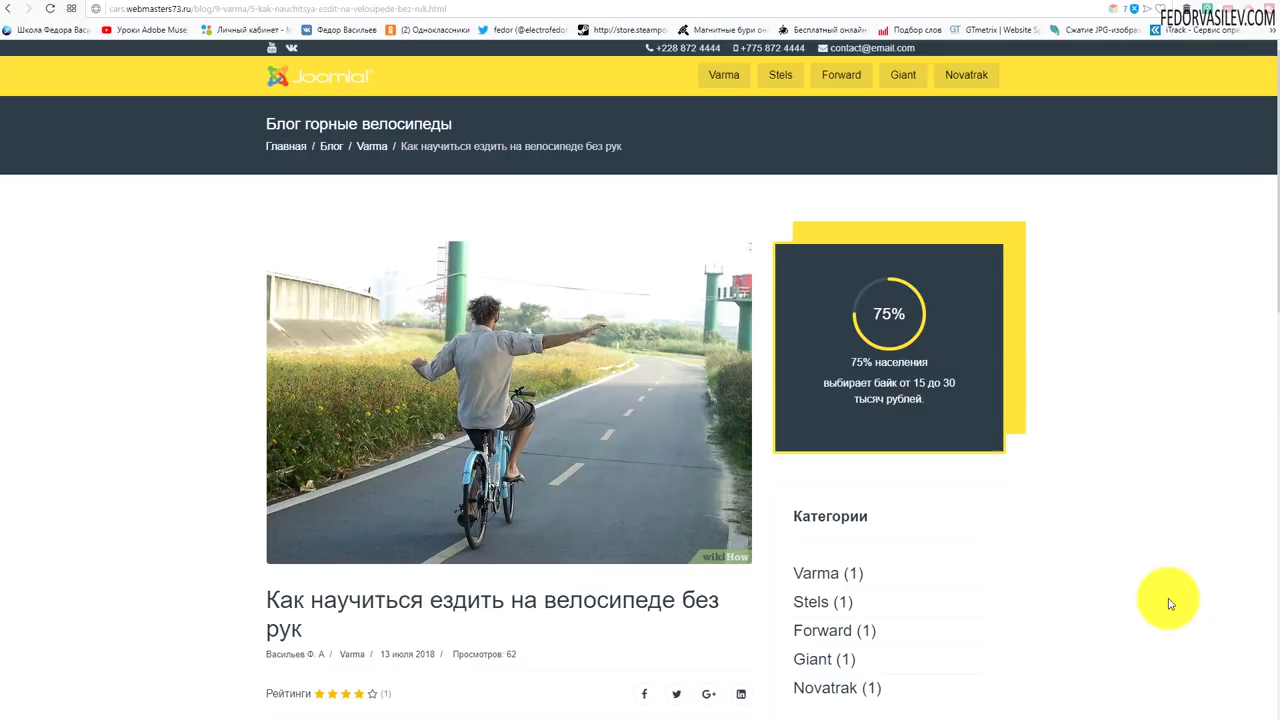 cars.webmasters73.ru/blog/9-varma/5-kak-nauchitsya-ezdit-na-velosipede-bez-ruk.html
7
FEDORVASILEV.COM
Школа Федора Васи
Уроки Adobe Muse.
Личный кабинет -
Федор Васильев
(2) Одноклассники
fedor (@electrofedor
http://store.steampo
Магнитные бури он
Бесплатный онлайн
Подбор слов
GTmetrix | Website S
Сжатие JPG-изобра
iTrack - Сервис опре
+228 872 4444
+775 872 4444
contact@email.com
Joomla!
Varma
Stels
Forward
Giant
Novatrak
Блог горные велосипеды
Главная / Блог / Varma / Как научиться ездить на велосипеде без рук
75%
75% населения
выбирает байк от 15 до 30
тысяч рублей.
wikiHow
Категории
Varma (1)
Stels (1)
Forward (1)
Giant (1)
Novatrak (1)
Как научиться ездить на велосипеде без
рук
Васильев Ф. А / Varma / 13 июля 2018 / Просмотров: 62
Рейтинги (1)